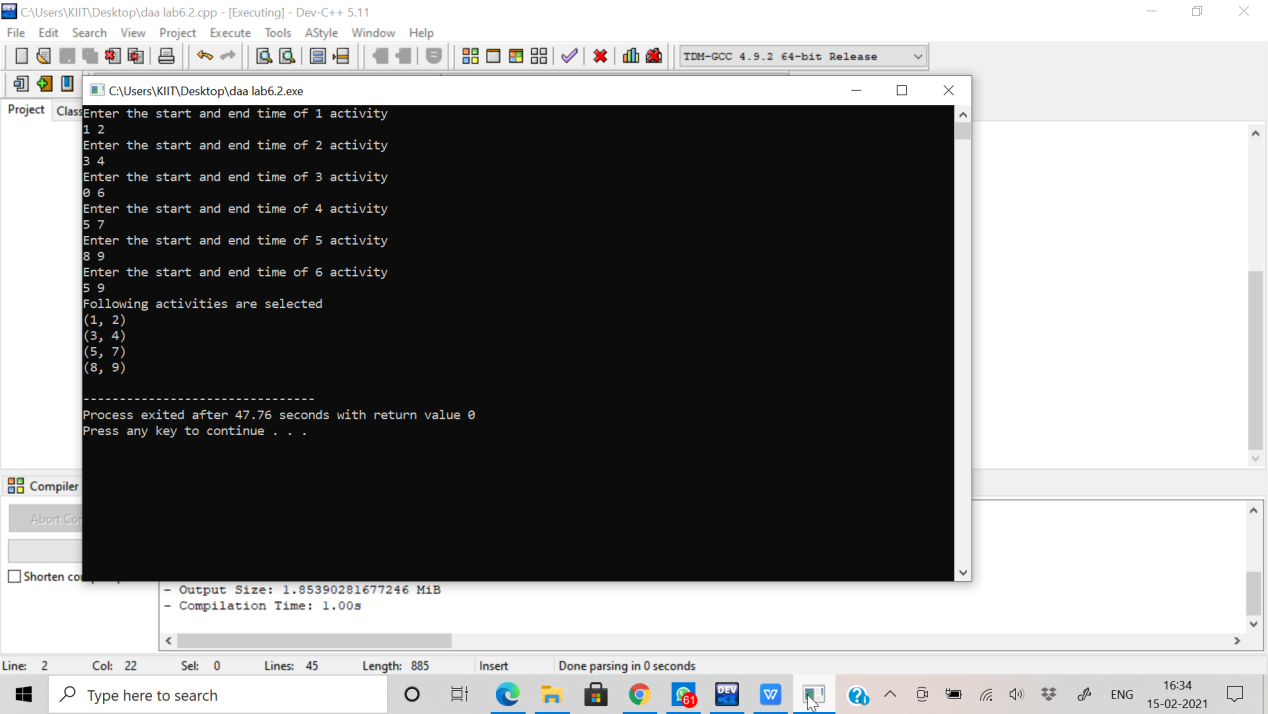 C:\Users\KIIT\Desktop\daa lab6.2.cpp - [Executing] - Dev-C++ 5.11
File Edit Search View Project Execute Tools AStyle Window Help
TDM-GCC 4.9.2 64-bit Release
C:\Users\KIIT\Desktop\daa lab6.2.exe
Project Class
Enter the start and end time of 1 activity
1 2
Enter the start and end time of 2 activity
3 4
Enter the start and end time of 3 activity
0 6
Enter the start and end time of 4 activity
5 7
Enter the start and end time of 5 activity
8 9
Enter the start and end time of 6 activity
5 9
Following activities are selected
(1, 2)
(3, 4)
(5, 7)
(8, 9)
--------------------------------
Process exited after 47.76 seconds with return value 0
Press any key to continue . . .
Compiler
Abort Co
Shorten co
- Output Size: 1.85390281677246 MiB
- Compilation Time: 1.00s
Line: 2 Col: 22 Sel: 0 Lines: 45 Length: 885 Insert Done parsing in 0 seconds
Type here to search
61
DEV
W
ENG
16:34
15-02-2021